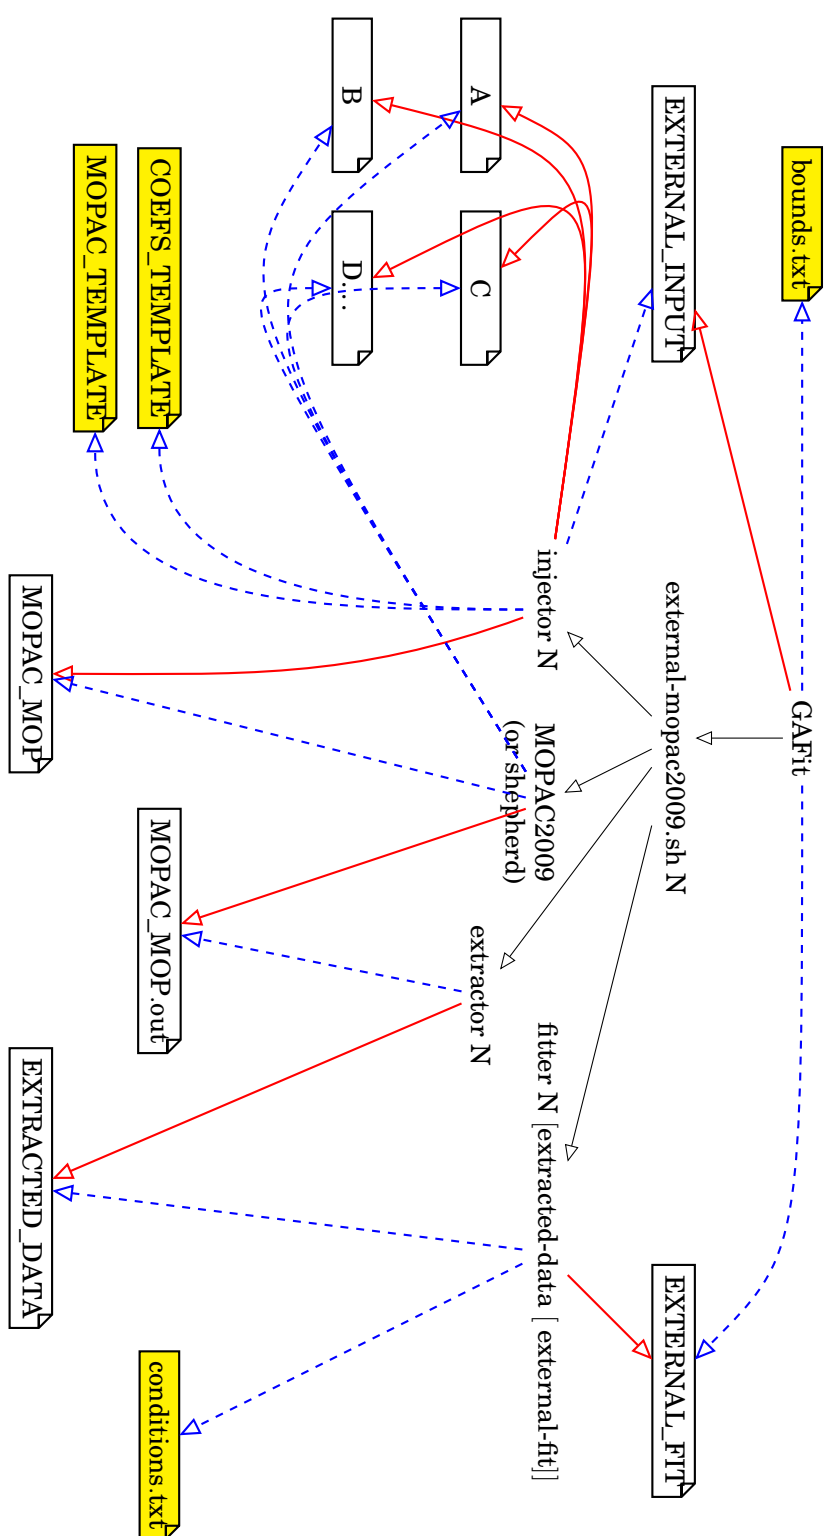 bounds.txt
GAFit
EXTERNAL_INPUT
external-mopac2009.sh N
EXTERNAL_FIT
injector N
MOPAC2009
(or shepherd)
fitter N [extracted-data [ external-fit]]
A
C
extractor N
B
D....
COEFS_TEMPLATE
MOPAC_MOP.out
conditions.txt
MOPAC_TEMPLATE
MOPAC_MOP
EXTRACTED_DATA